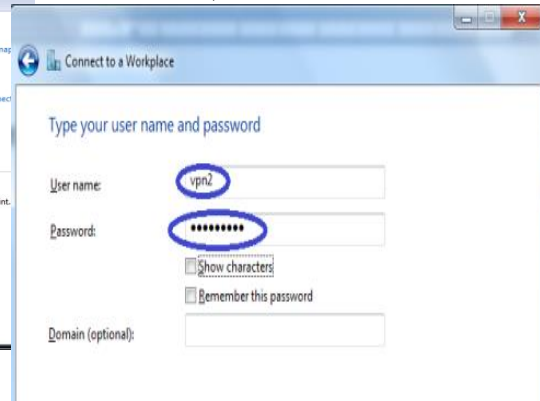 Connect to a Workplace
Type your user name and password
User name:
vpn2
Password:
•••••••••
Show characters
Remember this password
Domain (optional):